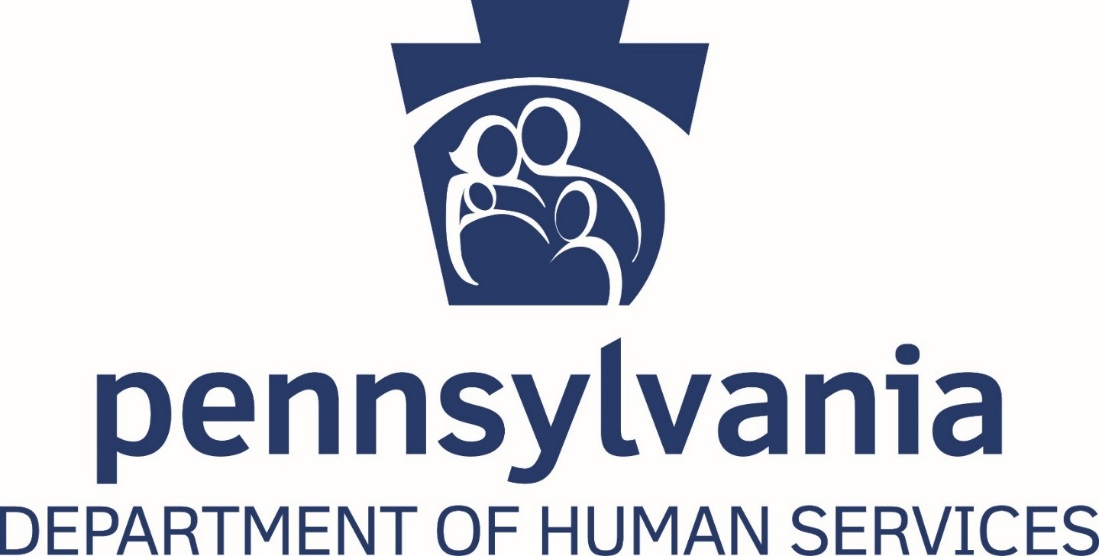 pennsylvania
DEPARTMENT OF HUMAN SERVICES